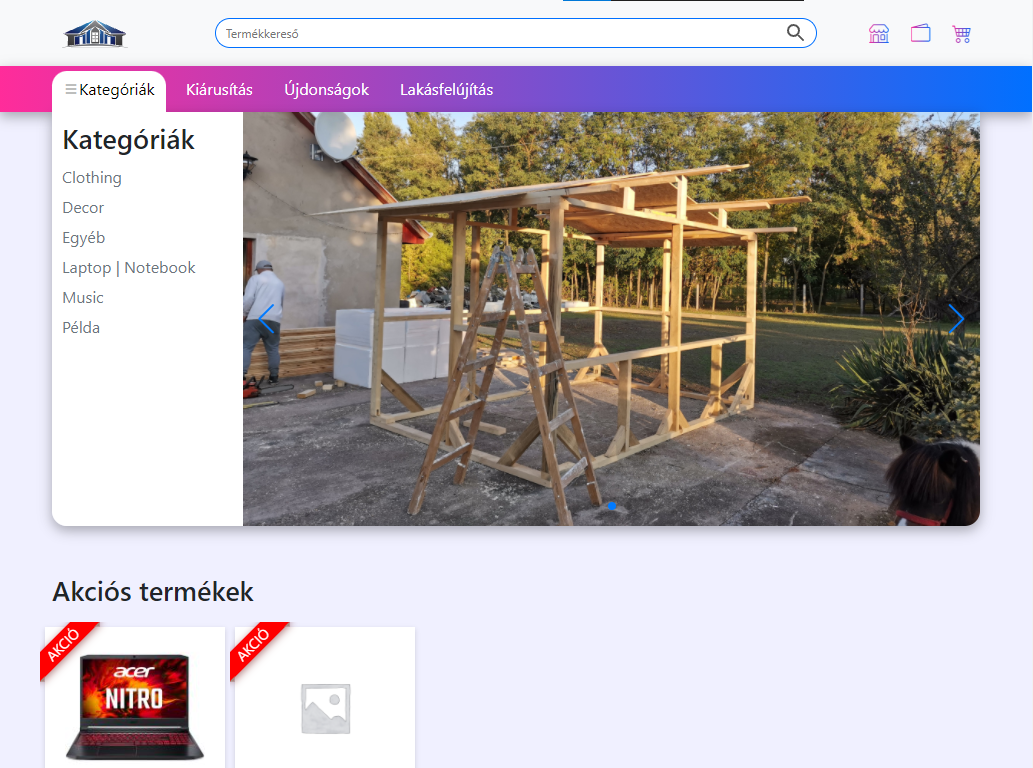 Termékkereső
Kategóriák
Kiárusítás
Újdonságok
Lakásfelújítás
Kategóriák
Clothing
Decor
Egyéb
Laptop | Notebook
Music
Példa
Akciós termékek
AKCIÓ
acer
NITRO
AKCIÓ